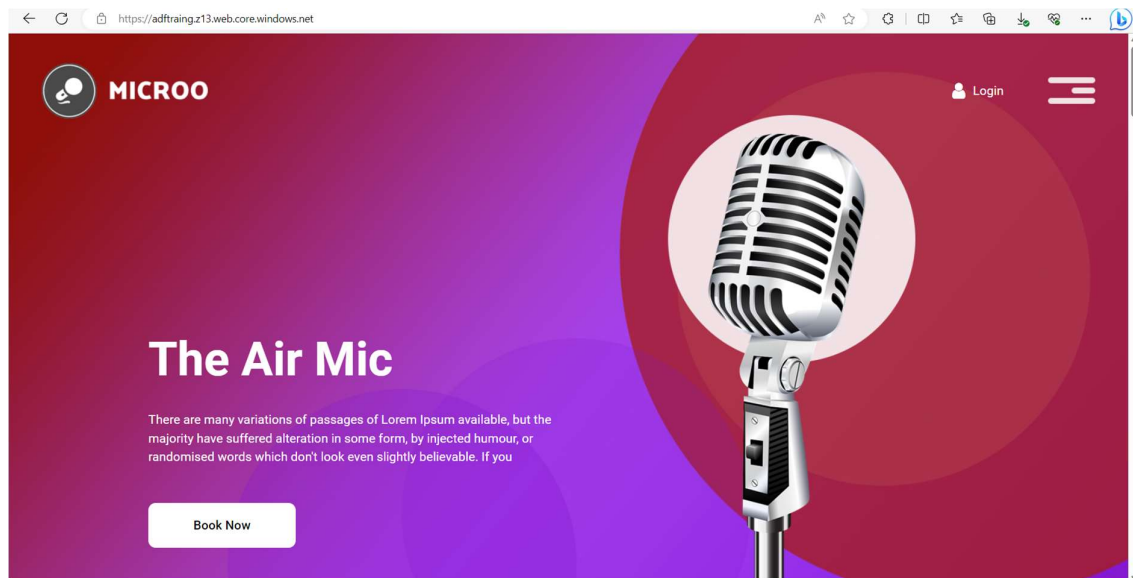 https://adftraing.z13.web.core.windows.net
MICROO
Login
The Air Mic
There are many variations of passages of Lorem Ipsum available, but the
majority have suffered alteration in some form, by injected humour, or
randomised words which don't look even slightly believable. If you
Book Now